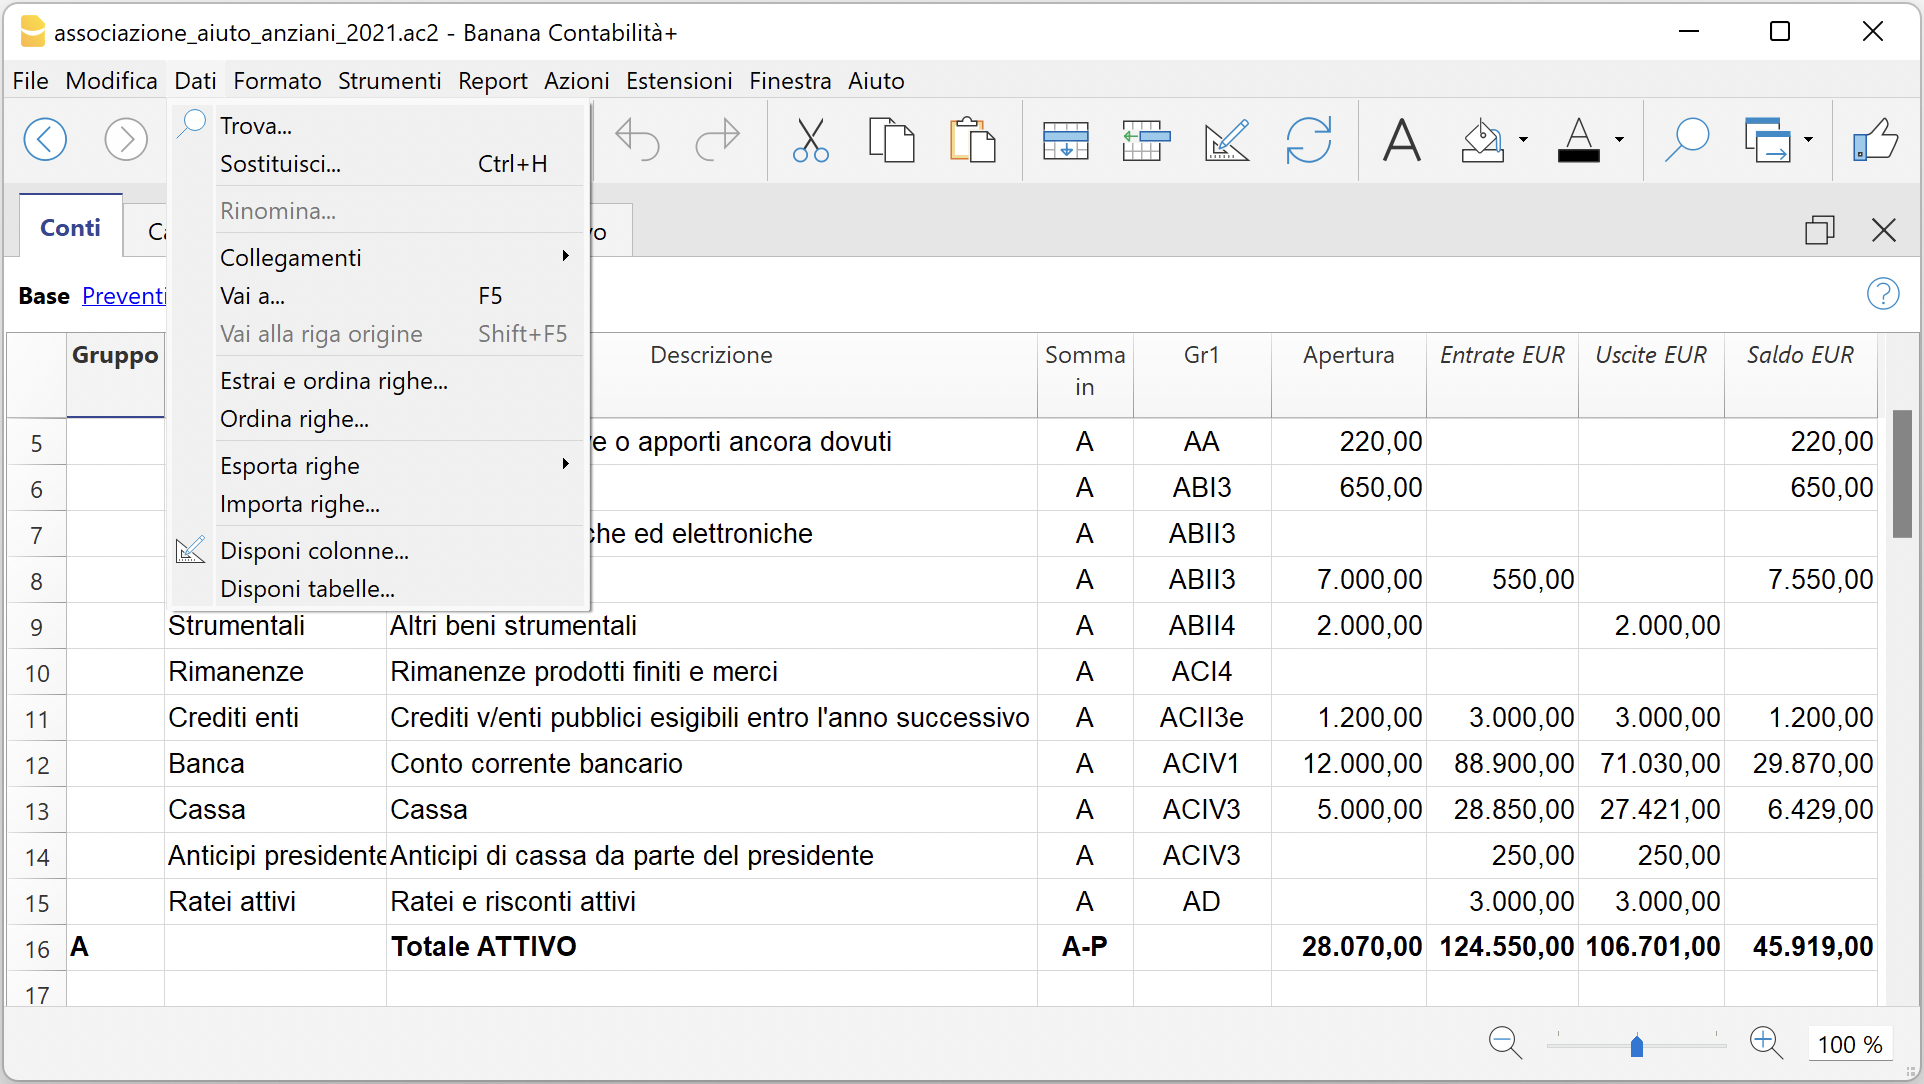 associazione_aiuto_anziani_2021.ac2 - Banana Contabilità+
File Modifica Dati Formato Strumenti Report Azioni Estensioni Finestra Aiuto
Trova...
Sostituisci... Ctrl+H
Rinomina...
Collegamenti
Vai a... F5
Vai alla riga origine Shift+F5
Estrai e ordina righe...
Ordina righe...
Esporta righe
Importa righe...
Disponi colonne...
Disponi tabelle...
Conti
Base
Gruppo Descrizione Somma in Gr1 Apertura Entrate EUR Uscite EUR Saldo EUR
5 o apporti ancora dovuti A AA 220,00 220,00
6 A ABI3 650,00 650,00
7 ed elettroniche A ABII3
8 A ABII3 7.000,00 550,00 7.550,00
9 Strumentali Altri beni strumentali A ABII4 2.000,00 2.000,00
10 Rimanenze Rimanenze prodotti finiti e merci A ACI4
11 Crediti enti Crediti v/enti pubblici esigibili entro l'anno successivo A ACII3e 1.200,00 3.000,00 3.000,00 1.200,00
12 Banca Conto corrente bancario A ACIV1 12.000,00 88.900,00 71.030,00 29.870,00
13 Cassa Cassa A ACIV3 5.000,00 28.850,00 27.421,00 6.429,00
14 Anticipi presidente Anticipi di cassa da parte del presidente A ACIV3 250,00 250,00
15 Ratei attivi Ratei e risconti attivi A AD 3.000,00 3.000,00
16 A Totale ATTIVO A-P 28.070,00 124.550,00 106.701,00 45.919,00
17
100 %